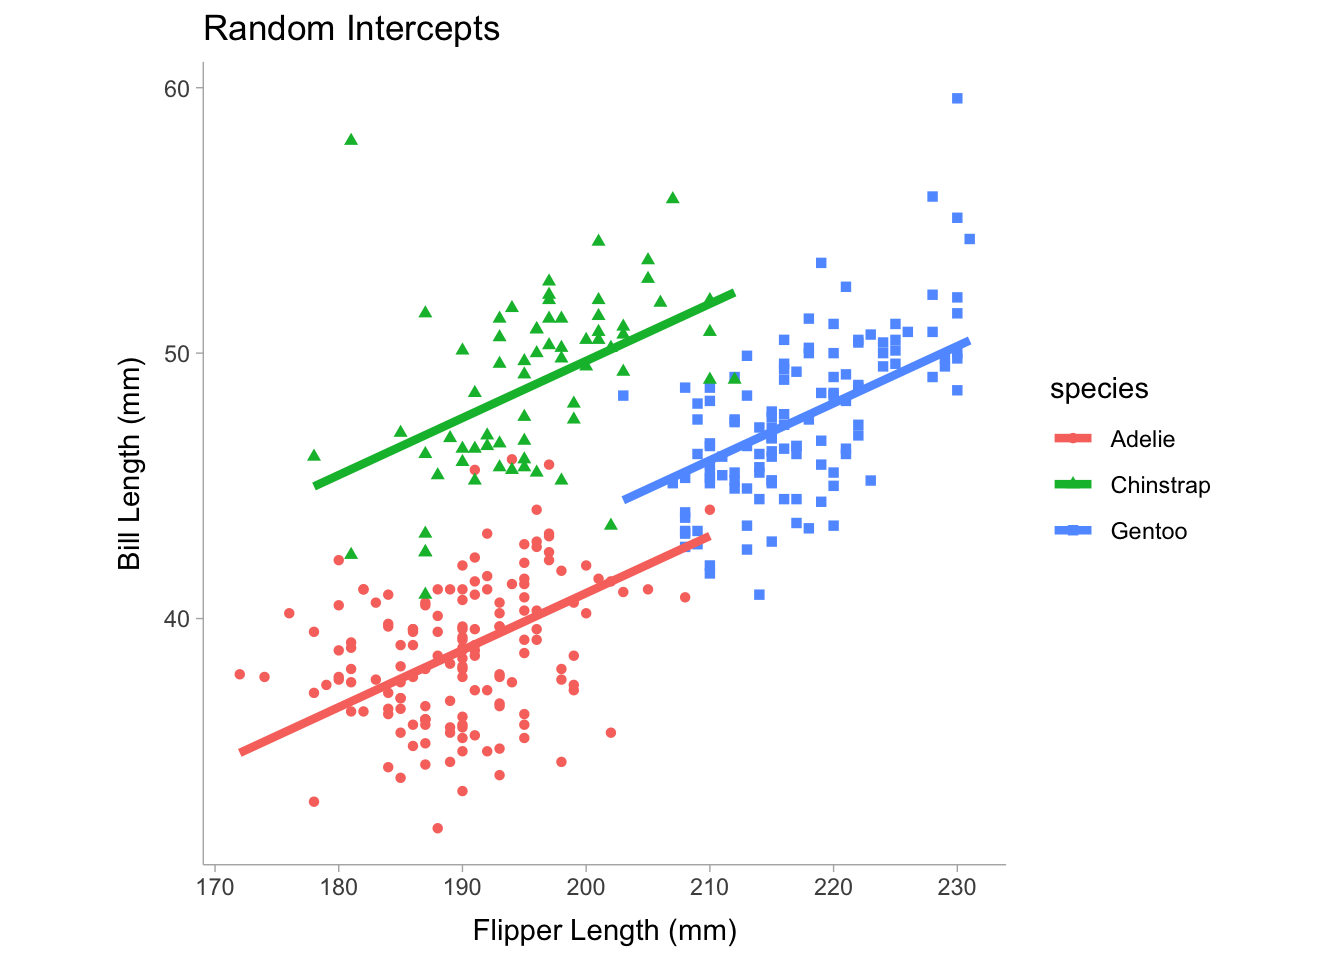 Random Intercepts
60
50
40
Bill Length (mm)
170 180 190 200 210 220 230
Flipper Length (mm)
species
Adelie
Chinstrap
Gentoo